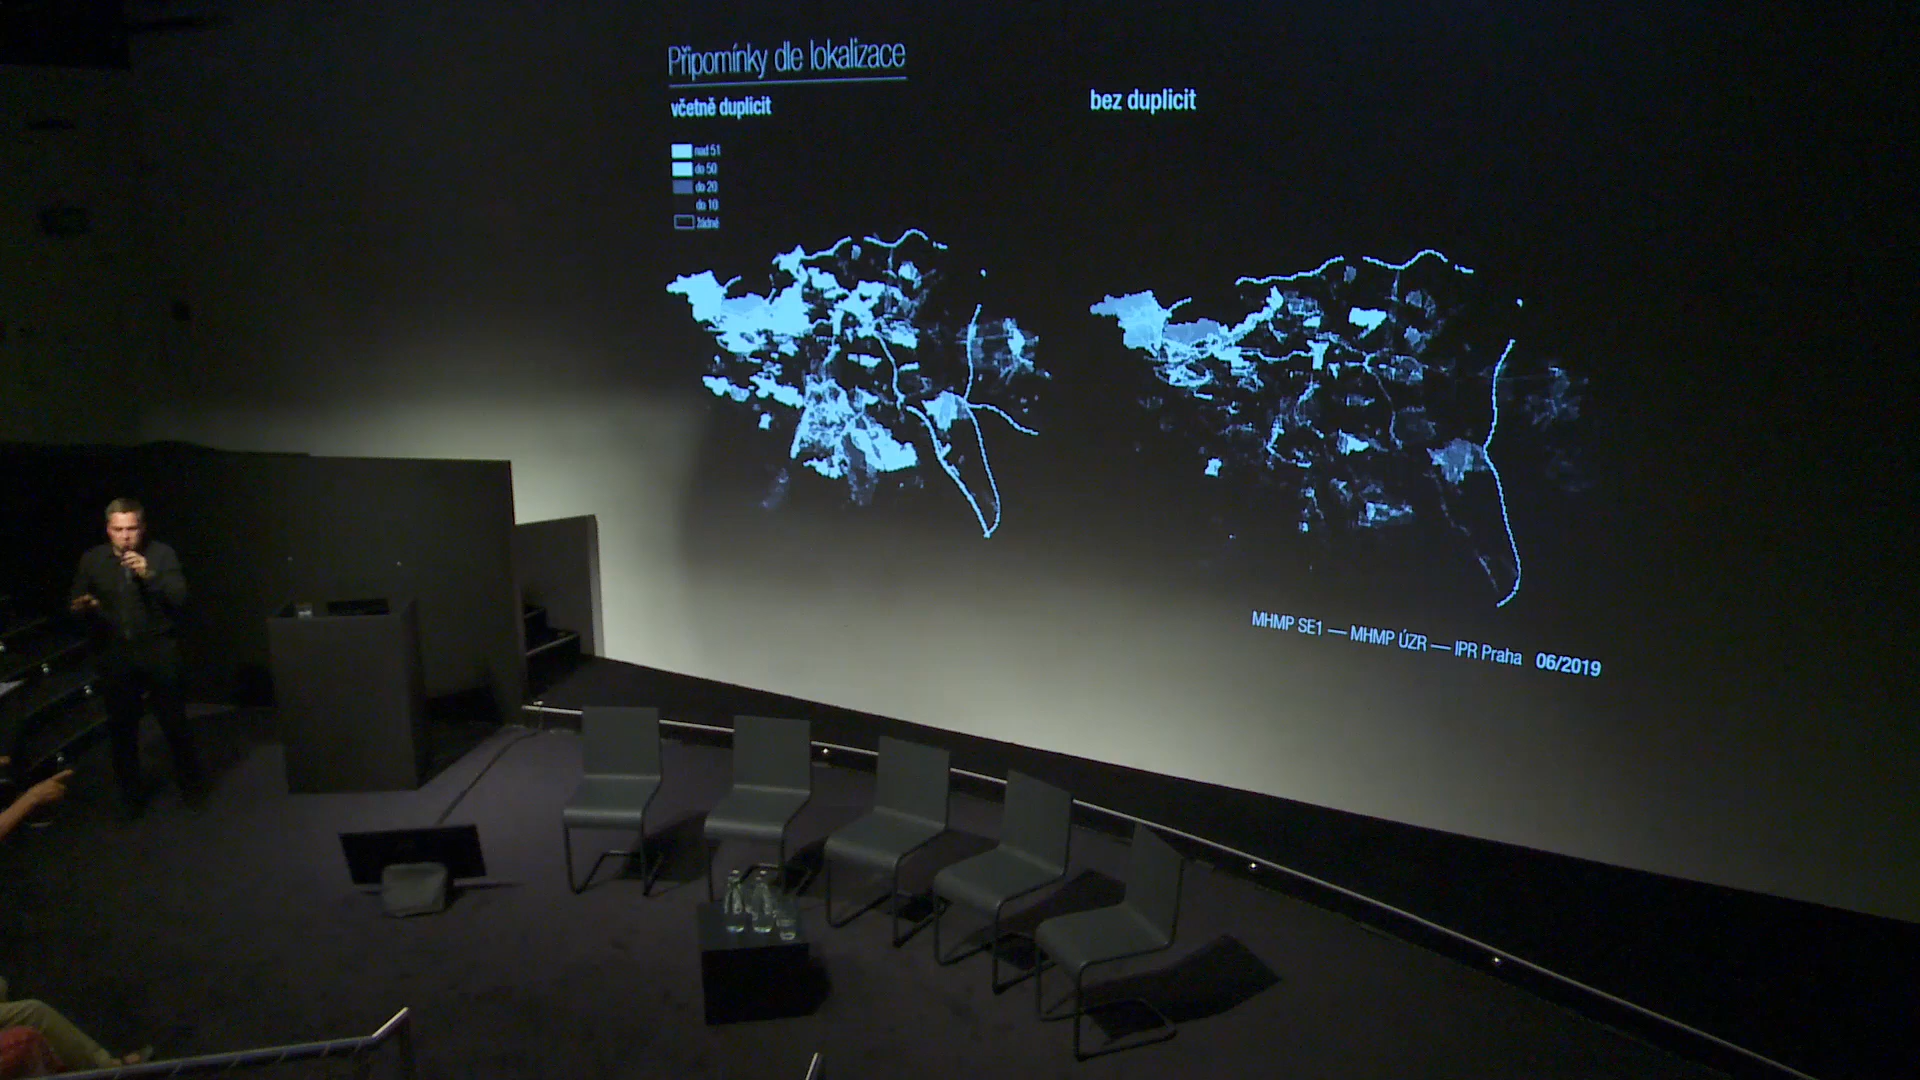 Připomínky dle lokalizace
včetně duplicit
bez duplicit
nad 51
do 50
do 20
do 10
žádné
MHMP SE1 — MHMP ÚZR — IPR Praha 06/2019